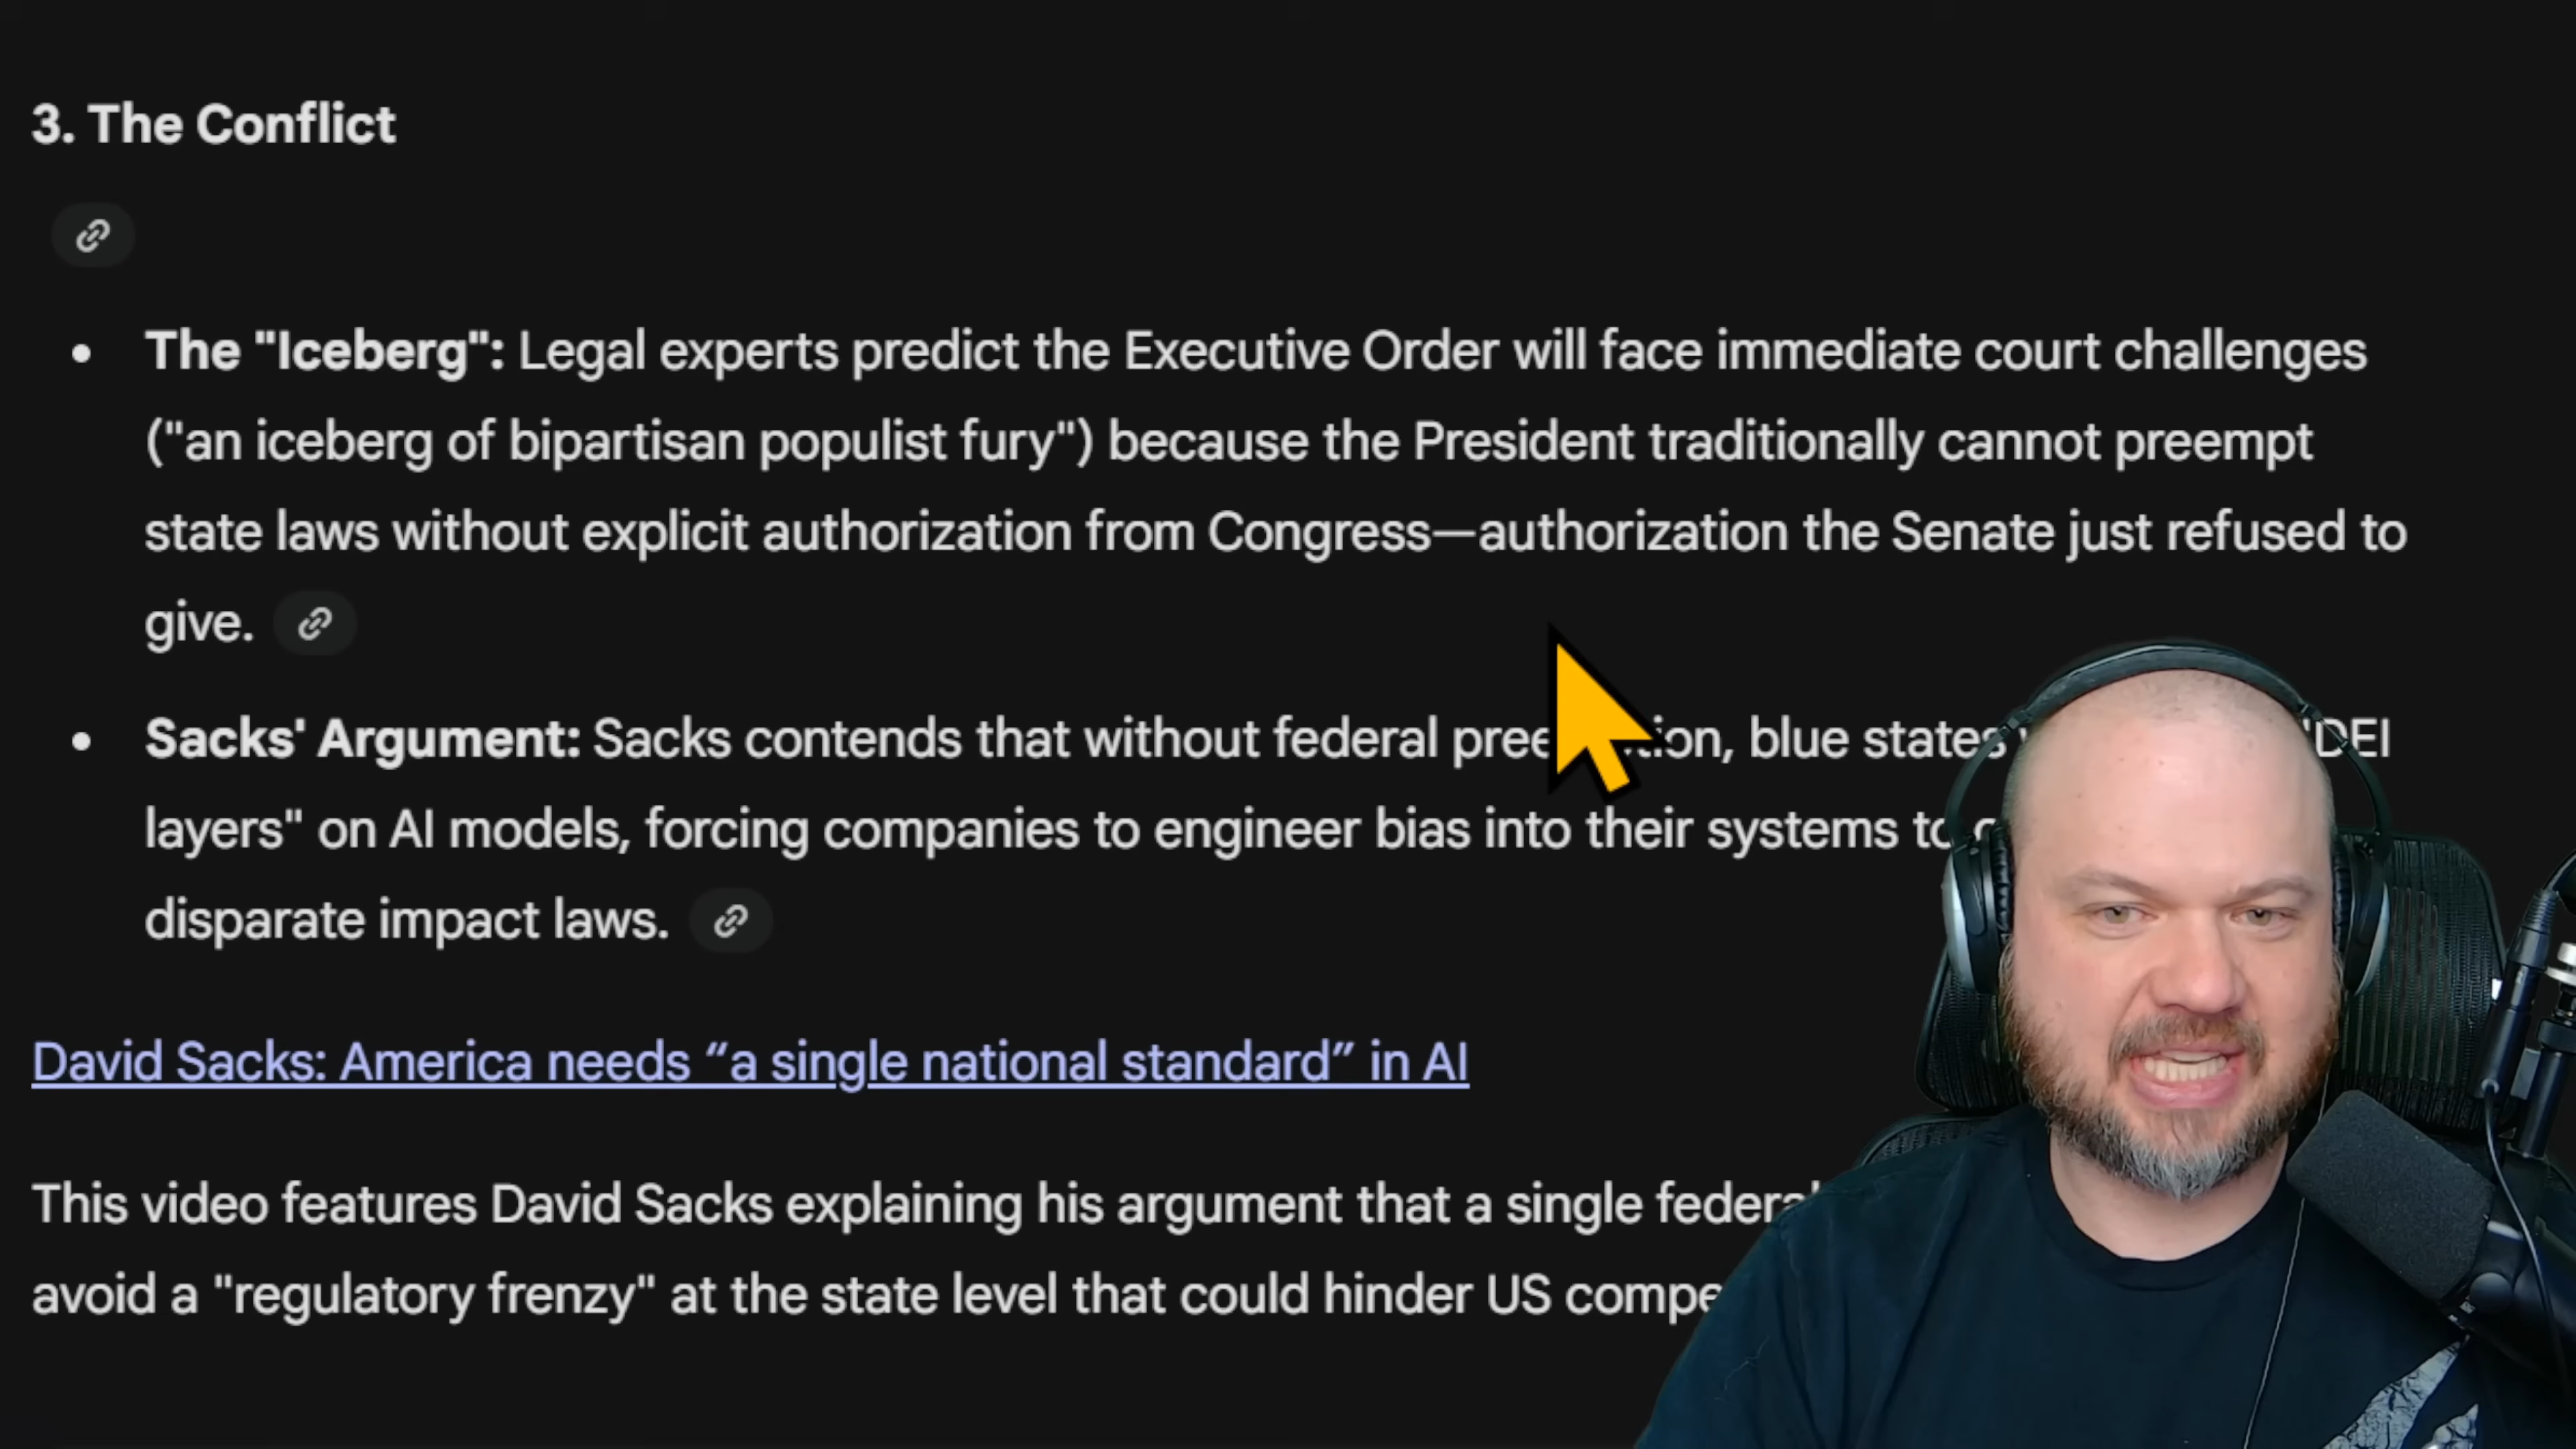 3. The Conflict
The "Iceberg": Legal experts predict the Executive Order will face immediate court challenges
("an iceberg of bipartisan populist fury") because the President traditionally cannot preempt
state laws without explicit authorization from Congress—authorization the Senate just refused to
give.
Sacks' Argument: Sacks contends that without federal blue states "DEI
layers" on AI models, forcing companies to engineer bias into their systems
disparate impact laws.
David Sacks: America needs “a single national standard” in AI
This video features David Sacks explaining his argument that a single federal
avoid a "regulatory frenzy" at the state level that could hinder US